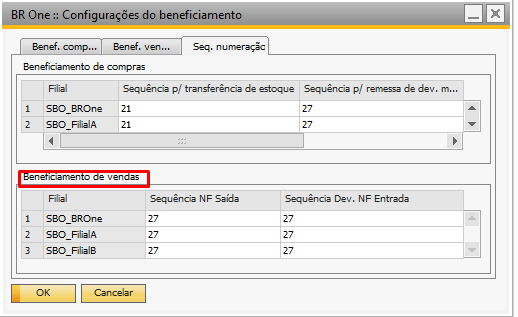 BR One :: Configurações do beneficiamento
Benef. comp... Benef. ven... Seq. numeração
Beneficiamento de compras
Filial Sequência p/ transferência de estoque Sequência p/ remessa de dev. m...
1 SBO_BROne 21 27
2 SBO_FilialA 21 27
Beneficiamento de vendas
Filial Sequência NF Saída Sequência Dev. NF Entrada
1 SBO_BROne 27 27
2 SBO_FilialA 27 27
3 SBO_FilialB 27 27
OK Cancelar